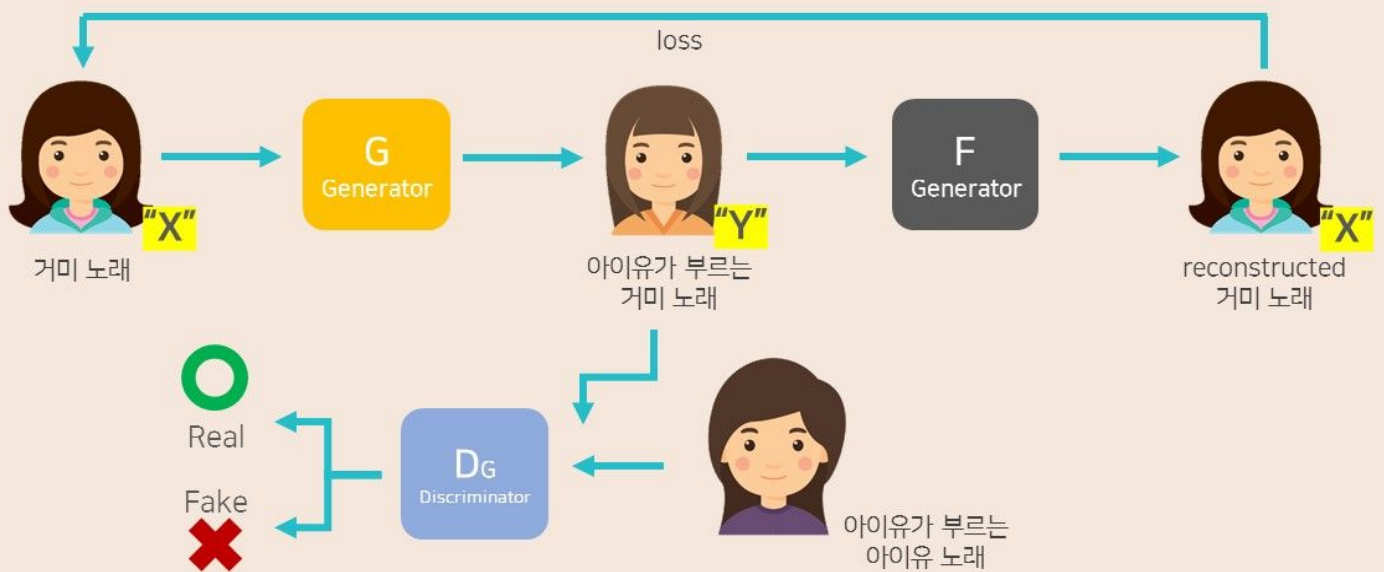 loss
G
Generator
F
Generator
"X"
"Y"
"X"
거미 노래
아이유가 부르는
거미 노래
reconstructed
거미 노래
Real
Fake
DG
Discriminator
아이유가 부르는
아이유 노래